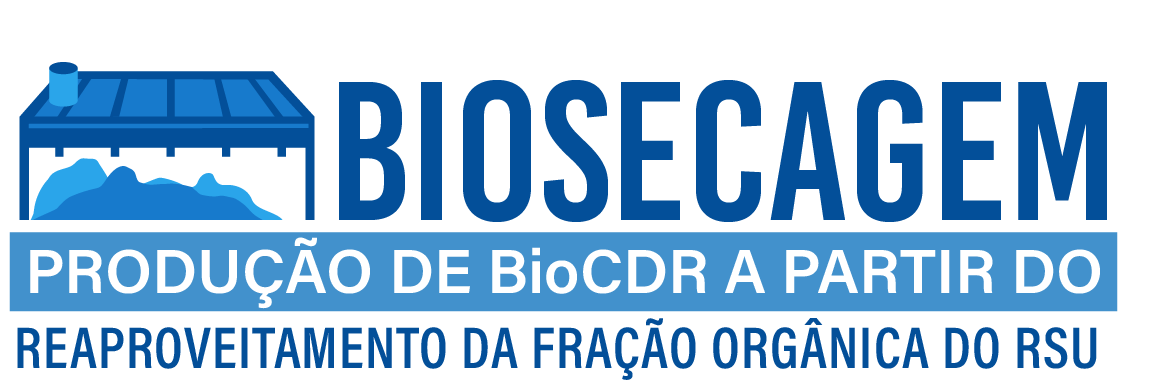 BIOSECAGEM
PRODUÇÃO DE BioCDR A PARTIR DO
REAPROVEITAMENTO DA FRAÇÃO ORGÂNICA DO RSU